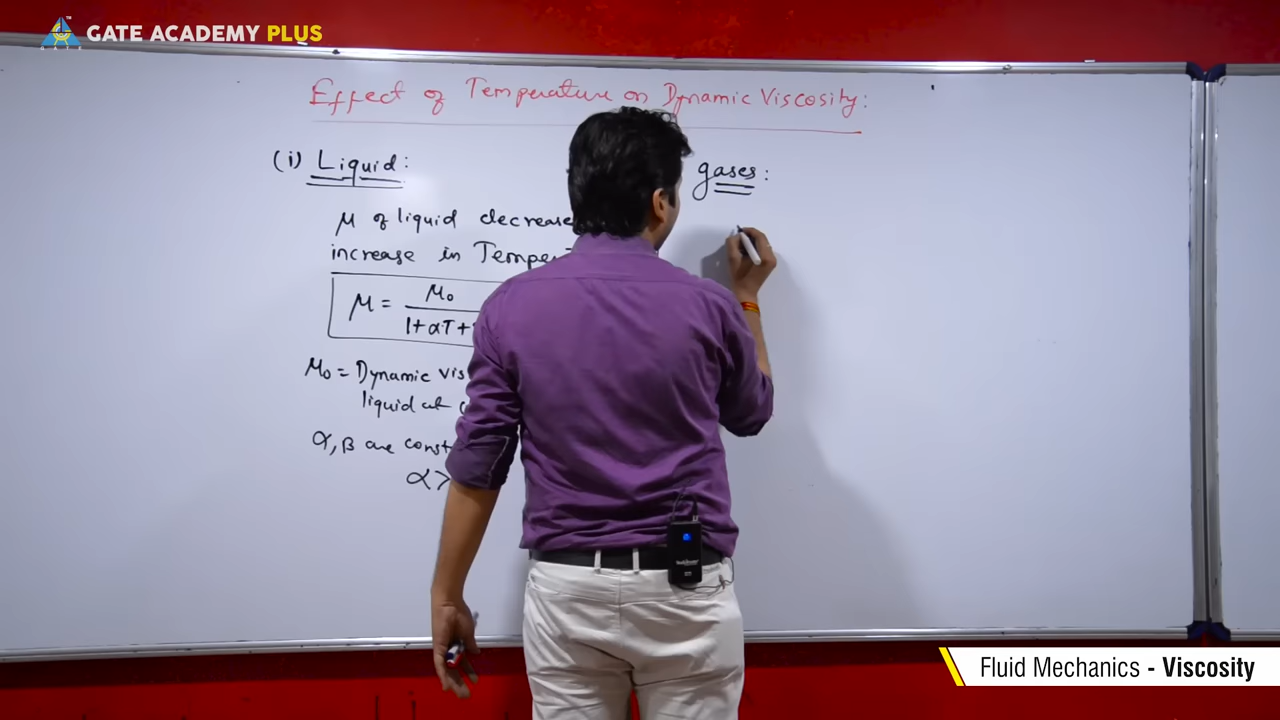 GATE ACADEMY PLUS
GATE
Effect of Temperature on Dynamic Viscosity:
(i) Liquid:
μ of liquid decrease
increase in Temper
μ = μ₀ / 1+αT+
μ₀ = Dynamic vis
liquid at
α, β are const
α>
gases:
Fluid Mechanics - Viscosity